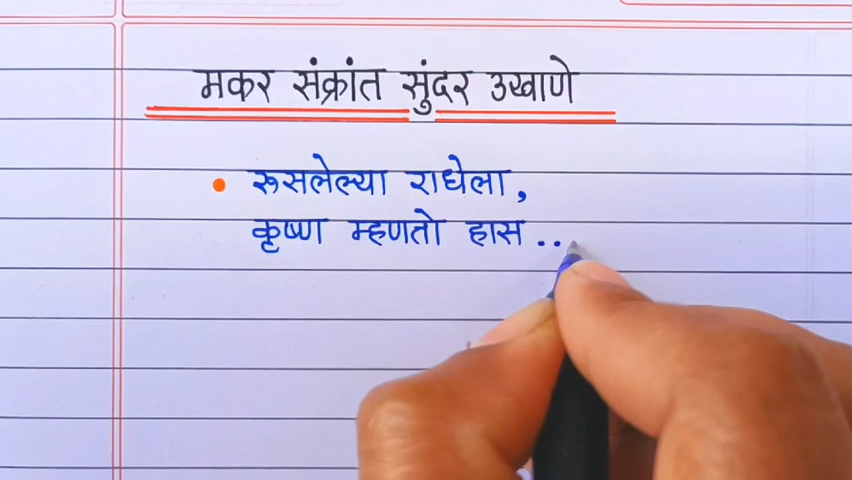 मकर संक्रांत सुंदर उखाणे
• रुसलेल्या राधेला,
कृष्ण म्हणतो हास...